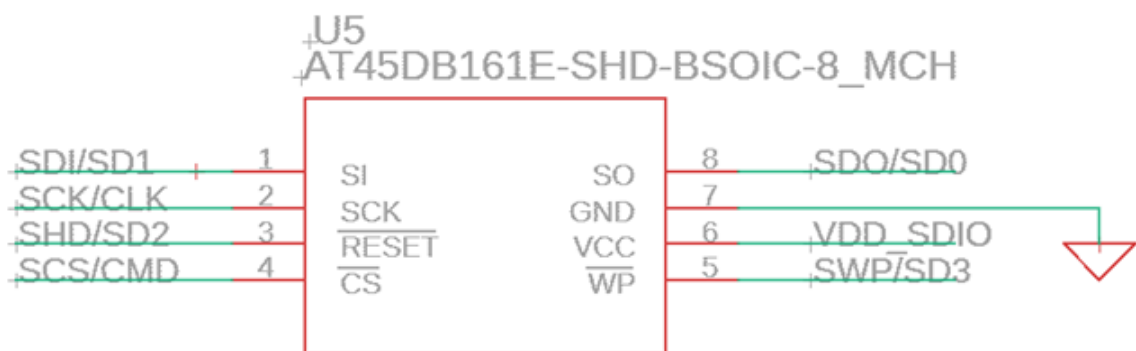 U5
AT45DB161E-SHD-BSOIC-8_MCH
SDI/SD1 1 SI SO 8 SDO/SD0
SCK/CLK 2 SCK GND 7
SHD/SD2 3 RESET VCC 6 VDD_SDIO
SCS/CMD 4 CS WP 5 SWP/SD3